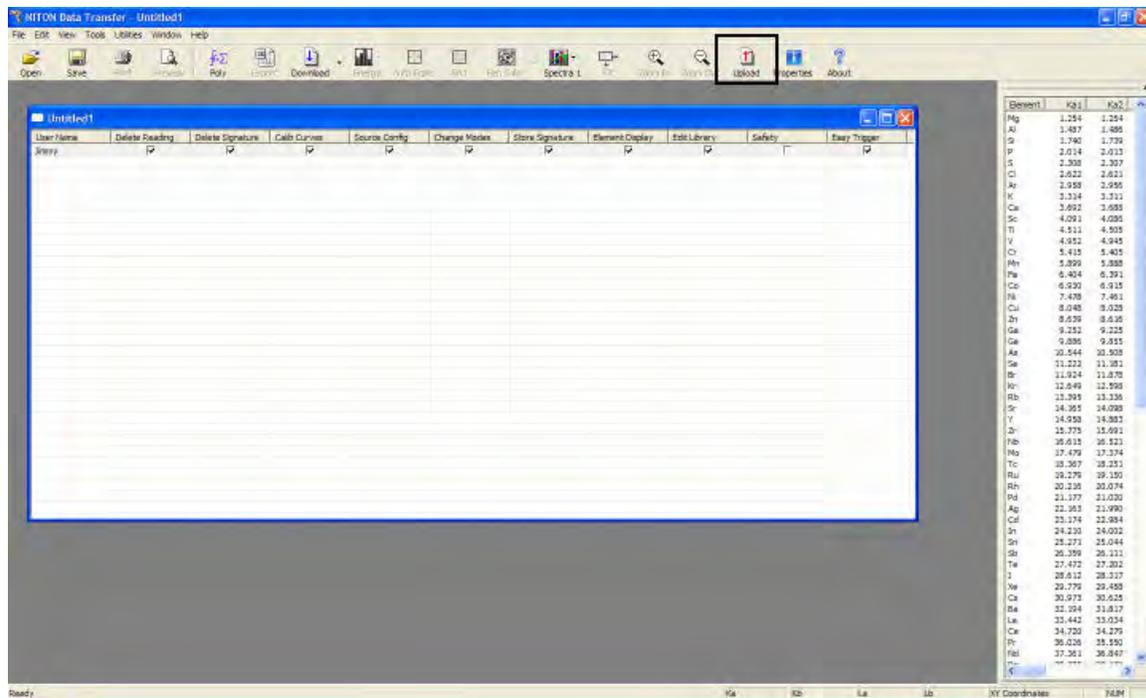 NITON Data Transfer - Untitled1
File Edit View Tools Utilities Window Help
Open Save Print Preview Poly Export Download Energy Auto Scale Grid Pen Color Spectra 1 Fit Zoom In Zoom Out Upload Properties About
Untitled1
User Name Delete Reading Delete Signature Calib Curves Source Config Change Modes Store Signature Element Display Edit Library Safety Easy Trigger
Jimmy
Element Ka1 Ka2
Mg 1.254 1.254
Al 1.487 1.486
Si 1.740 1.739
P 2.014 2.013
S 2.308 2.307
Cl 2.622 2.621
Ar 2.958 2.956
K 3.314 3.311
Ca 3.692 3.688
Sc 4.091 4.086
Ti 4.511 4.505
V 4.952 4.945
Cr 5.415 5.405
Mn 5.899 5.888
Fe 6.404 6.391
Co 6.930 6.915
Ni 7.478 7.461
Cu 8.048 8.028
Zn 8.639 8.616
Ga 9.252 9.225
Ge 9.886 9.855
As 10.544 10.508
Se 11.222 11.181
Br 11.924 11.878
Kr 12.649 12.598
Rb 13.395 13.336
Sr 14.165 14.098
Y 14.958 14.883
Zr 15.775 15.691
Nb 16.615 16.521
Mo 17.479 17.374
Tc 18.367 18.251
Ru 19.279 19.150
Rh 20.216 20.074
Pd 21.177 21.020
Ag 22.163 21.990
Cd 23.174 22.984
In 24.210 24.002
Sn 25.271 25.044
Sb 26.359 26.111
Te 27.472 27.202
I 28.612 28.317
Xe 29.779 29.458
Cs 30.973 30.625
Ba 32.194 31.817
La 33.442 33.034
Ce 34.720 34.279
Pr 36.026 35.550
Nd 37.361 36.847
Ready Ka Kb La Lb XY Coordinates NUM